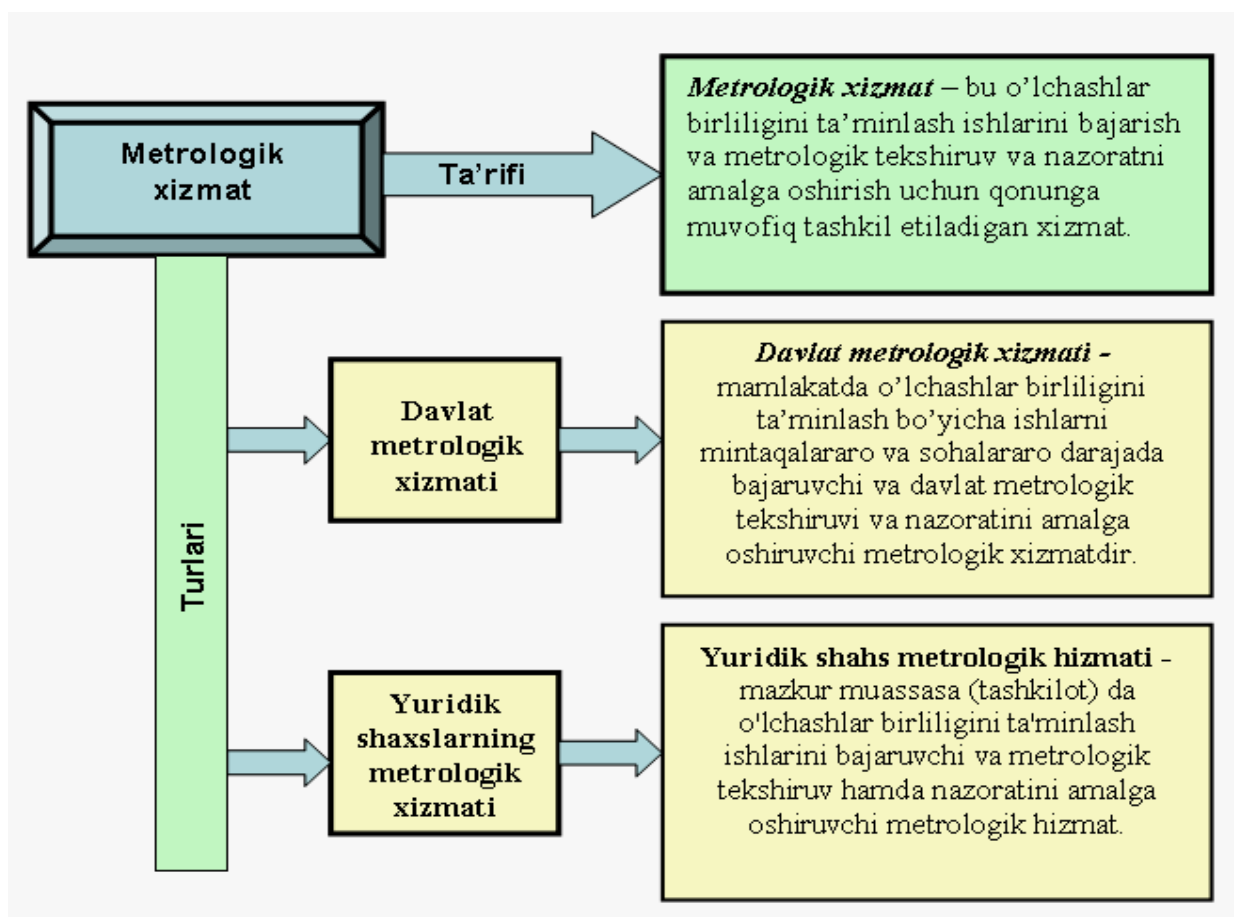 Metrologik
xizmat
Ta’rifi
Metrologik xizmat – bu o’lchashlar
birliligini ta’minlash ishlarini bajarish
va metrologik tekshiruv va nazoratni
amalga oshirish uchun qonunga
muvofiq tashkil etiladigan xizmat.
Turlari
Davlat
metrologik
xizmati
Davlat metrologik xizmati -
mamlakatda o’lchashlar birliligini
ta’minlash bo’yicha ishlarni
mintaqalararo va sohalararo darajada
bajaruvchi va davlat metrologik
tekshiruvi va nazoratini amalga
oshiruvchi metrologik xizmatdir.
Yuridik
shaxslarning
metrologik
xizmati
Yuridik shahs metrologik hizmati -
mazkur muassasa (tashkilot) da
o'lchashlar birliligini ta'minlash
ishlarini bajaruvchi va metrologik
tekshiruv hamda nazoratini amalga
oshiruvchi metrologik hizmat.